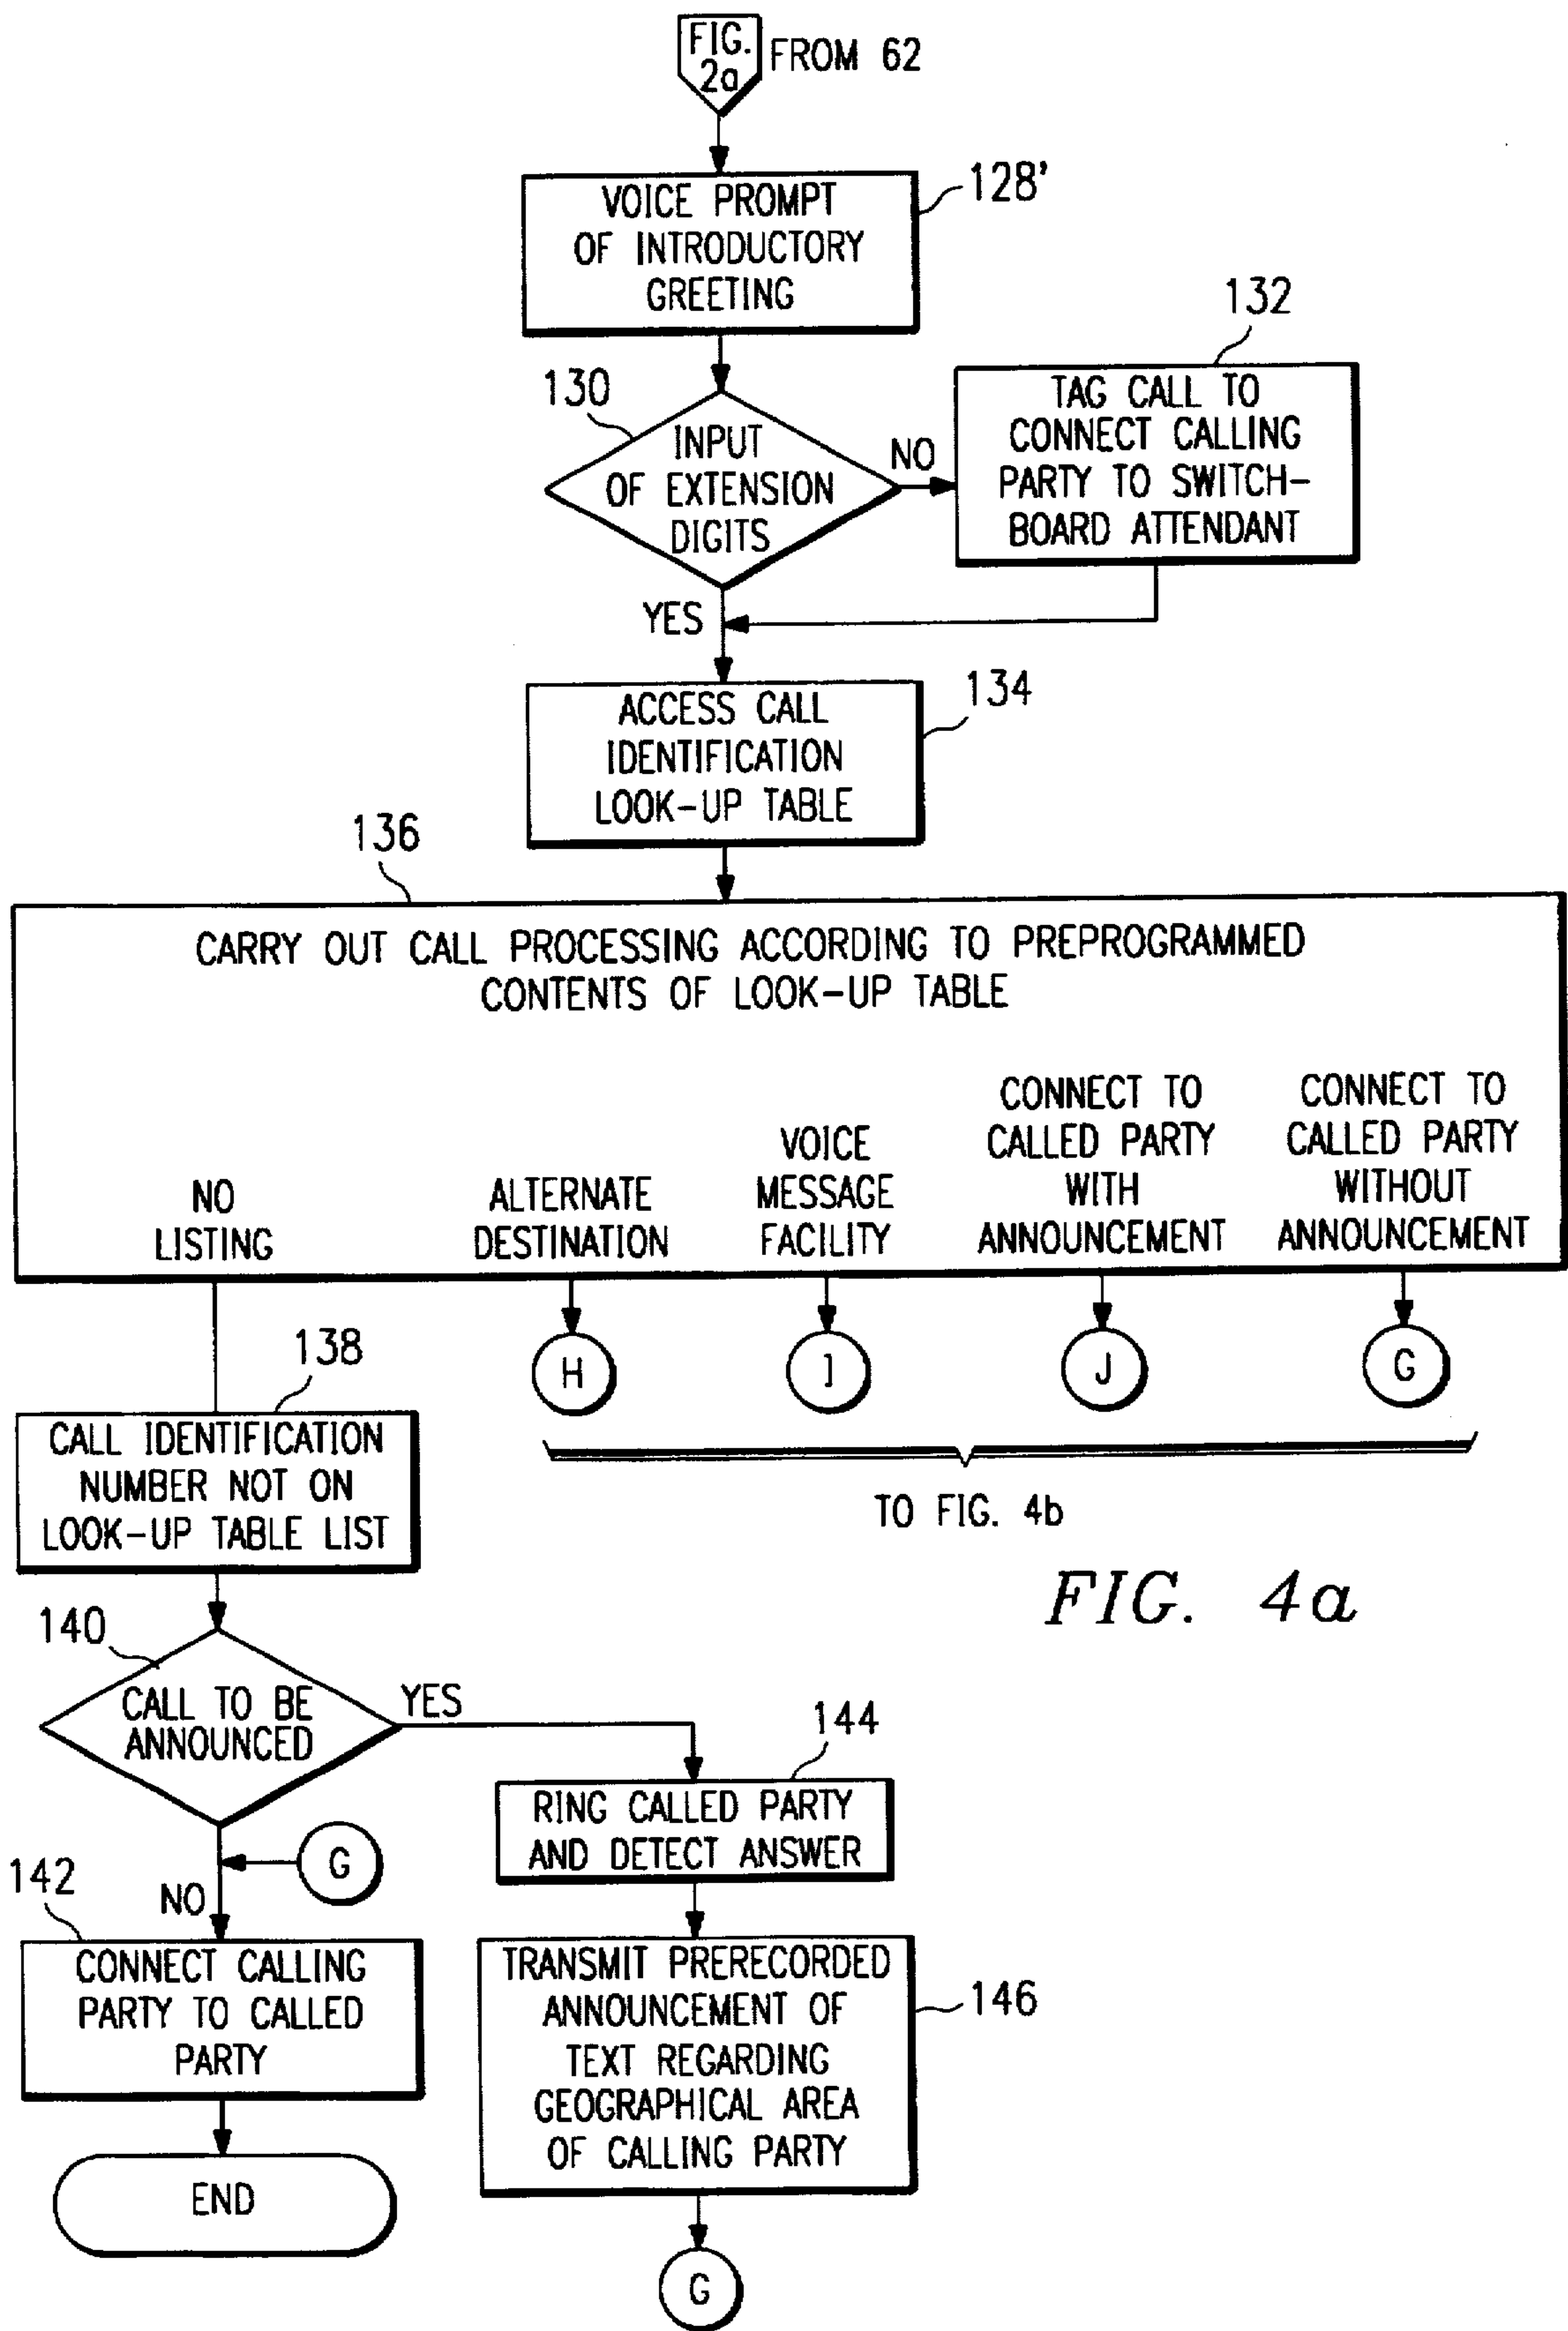 FIG.
2a
FROM 62
VOICE PROMPT
OF INTRODUCTORY
GREETING
128'
130
INPUT
OF EXTENSION
DIGITS
NO
132
TAG CALL TO
CONNECT CALLING
PARTY TO SWITCH-
BOARD ATTENDANT
YES
ACCESS CALL
IDENTIFICATION
LOOK-UP TABLE
134
136
CARRY OUT CALL PROCESSING ACCORDING TO PREPROGRAMMED
CONTENTS OF LOOK-UP TABLE
NO
LISTING
ALTERNATE
DESTINATION
VOICE
MESSAGE
FACILITY
CONNECT TO
CALLED PARTY
WITH
ANNOUNCEMENT
CONNECT TO
CALLED PARTY
WITHOUT
ANNOUNCEMENT
H
I
J
G
TO FIG. 4b
138
CALL IDENTIFICATION
NUMBER NOT ON
LOOK-UP TABLE LIST
FIG. 4a
140
CALL TO BE
ANNOUNCED
YES
144
RING CALLED PARTY
AND DETECT ANSWER
G
NO
142
CONNECT CALLING
PARTY TO CALLED
PARTY
END
TRANSMIT PRERECORDED
ANNOUNCEMENT OF
TEXT REGARDING
GEOGRAPHICAL AREA
OF CALLING PARTY
146
G